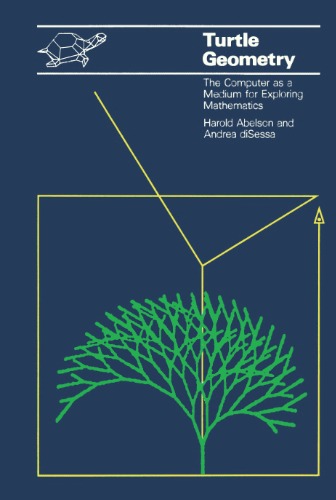 Turtle
Geometry
The Computer as a
Medium for Exploring
Mathematics
Harold Abelson and
Andrea diSessa